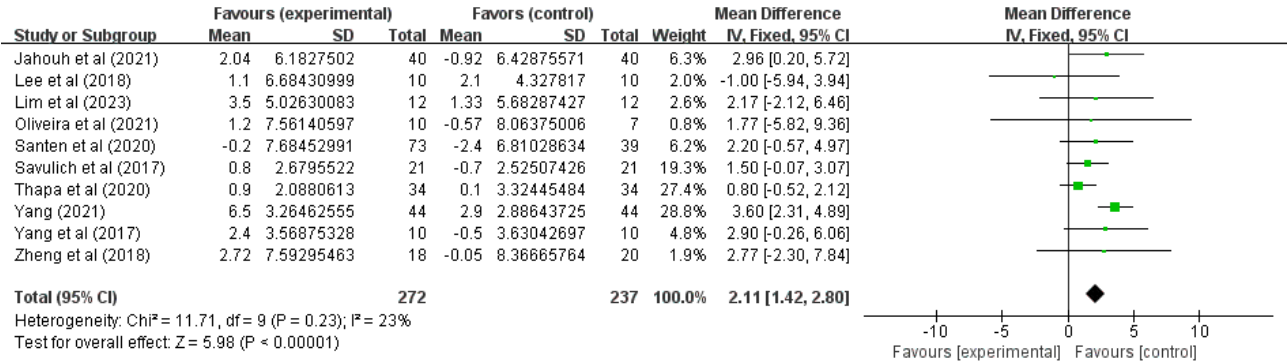 Favours (experimental) Favors (control) Mean Difference Mean Difference
Study or Subgroup Mean SD Total Mean SD Total Weight IV, Fixed, 95% CI IV, Fixed, 95% CI
Jahouh et al (2021) 2.04 6.1827502 40 -0.92 6.42875571 40 6.3% 2.96 [0.20, 5.72]
Lee et al (2018) 1.1 6.68430999 10 2.1 4.327817 10 2.0% -1.00 [-5.94, 3.94]
Lim et al (2023) 3.5 5.02630083 12 1.33 5.68287427 12 2.6% 2.17 [-2.12, 6.46]
Oliveira et al (2021) 1.2 7.56140597 10 -0.57 8.06375006 7 0.8% 1.77 [-5.82, 9.36]
Santen et al (2020) -0.2 7.68452991 73 -2.4 6.81028634 39 6.2% 2.20 [-0.57, 4.97]
Savulich et al (2017) 0.8 2.6795522 21 -0.7 2.52507426 21 19.3% 1.50 [-0.07, 3.07]
Thapa et al (2020) 0.9 2.0880613 34 0.1 3.32445484 34 27.4% 0.80 [-0.52, 2.12]
Yang (2021) 6.5 3.26462555 44 2.9 2.88643725 44 28.8% 3.60 [2.31, 4.89]
Yang et al (2017) 2.4 3.56875328 10 -0.5 3.63042697 10 4.8% 2.90 [-0.26, 6.06]
Zheng et al (2018) 2.72 7.59295463 18 -0.05 8.36665764 20 1.9% 2.77 [-2.30, 7.84]
Total (95% CI) 272 237 100.0% 2.11 [1.42, 2.80]
Heterogeneity: Chi² = 11.71, df = 9 (P = 0.23); I² = 23%
Test for overall effect: Z = 5.98 (P < 0.00001)
-10 -5 0 5 10
Favours [experimental] Favours [control]